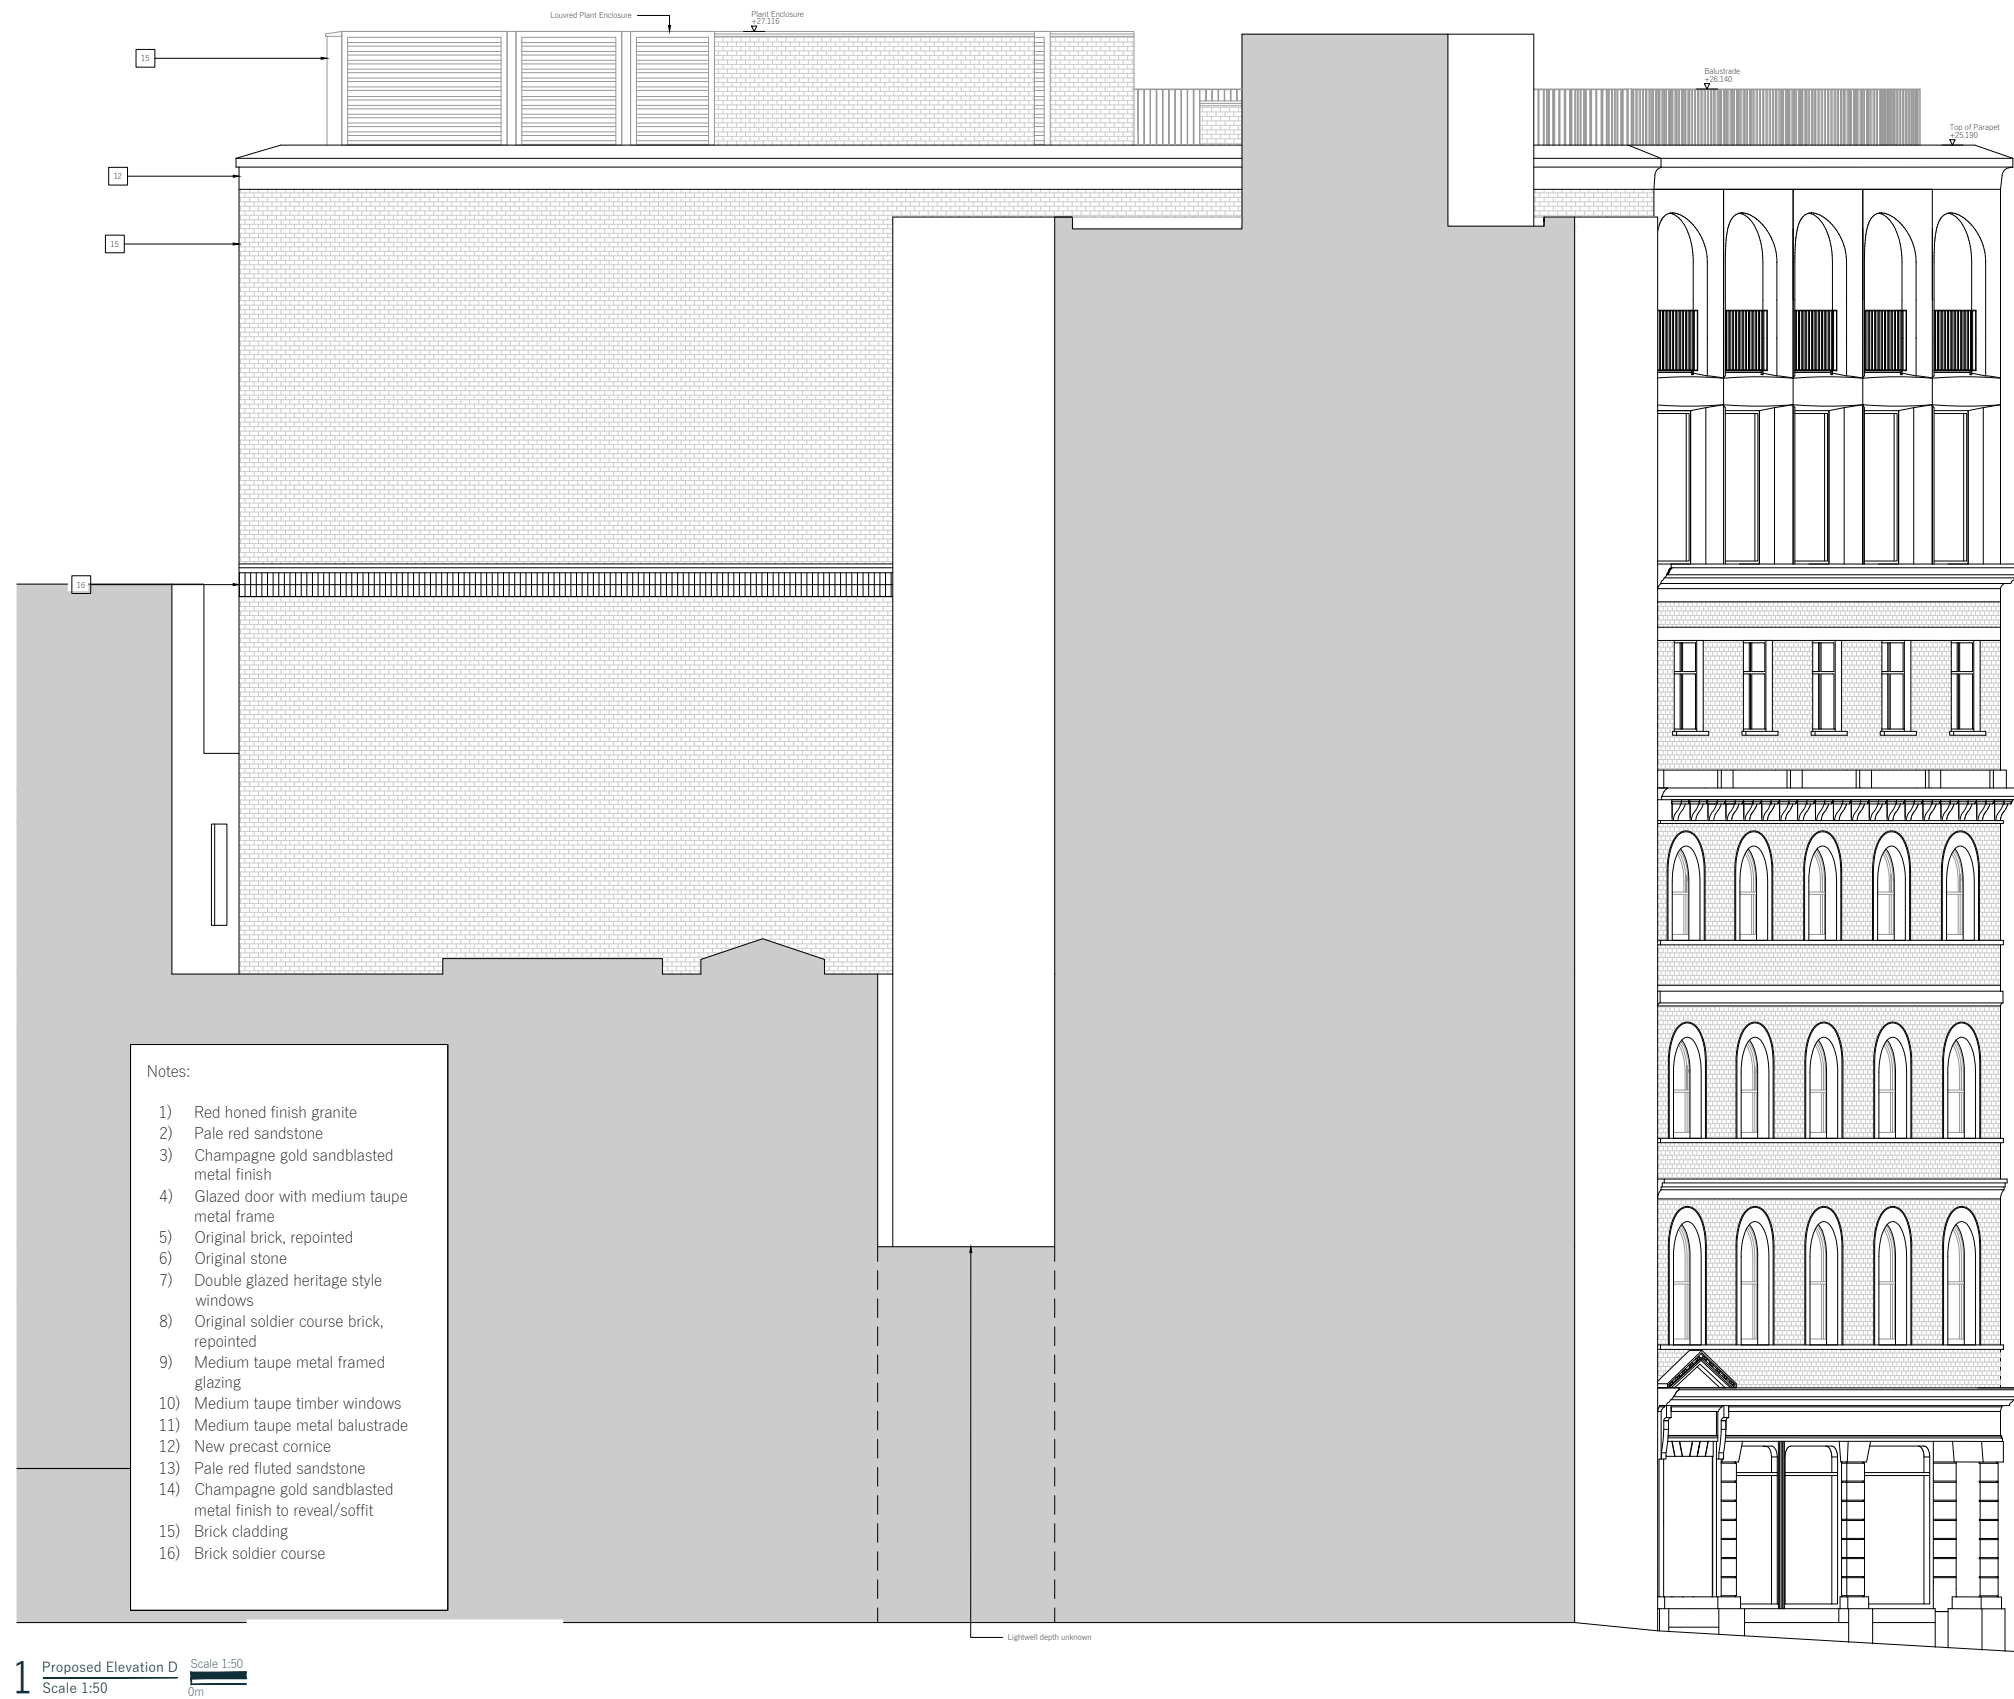 Louvred Plant Enclosure
Plant Enclosure
+27.116
15
Balustrade
+26.140
Top of Parapet
+25.190
12
15
16
Notes:
1) Red honed finish granite
2) Pale red sandstone
3) Champagne gold sandblasted
metal finish
4) Glazed door with medium taupe
metal frame
5) Original brick, repointed
6) Original stone
7) Double glazed heritage style
windows
8) Original soldier course brick,
repointed
9) Medium taupe metal framed
glazing
10) Medium taupe timber windows
11) Medium taupe metal balustrade
12) New precast cornice
13) Pale red fluted sandstone
14) Champagne gold sandblasted
metal finish to reveal/soffit
15) Brick cladding
16) Brick soldier course
Lightwell depth unknown
1 Proposed Elevation D
Scale 1:50
Scale 1:50
0m